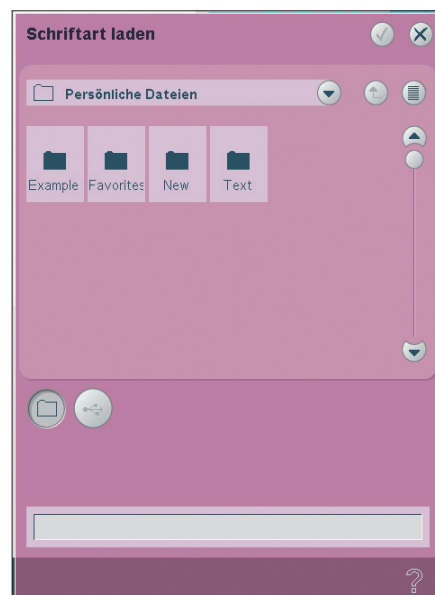 Schriftart laden
Persönliche Dateien
Example Favorites New Text
?